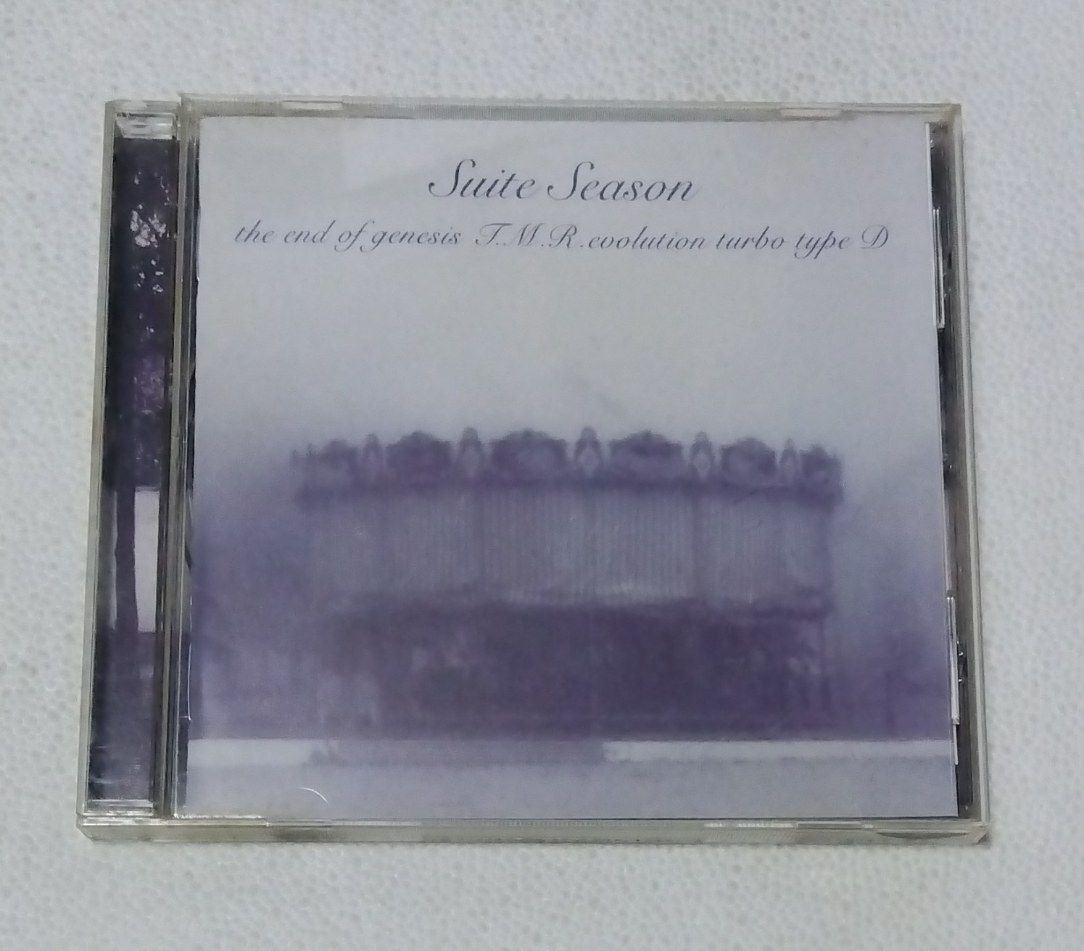 Suite Season
the end of genesis T.M.R.evolution turbo type D